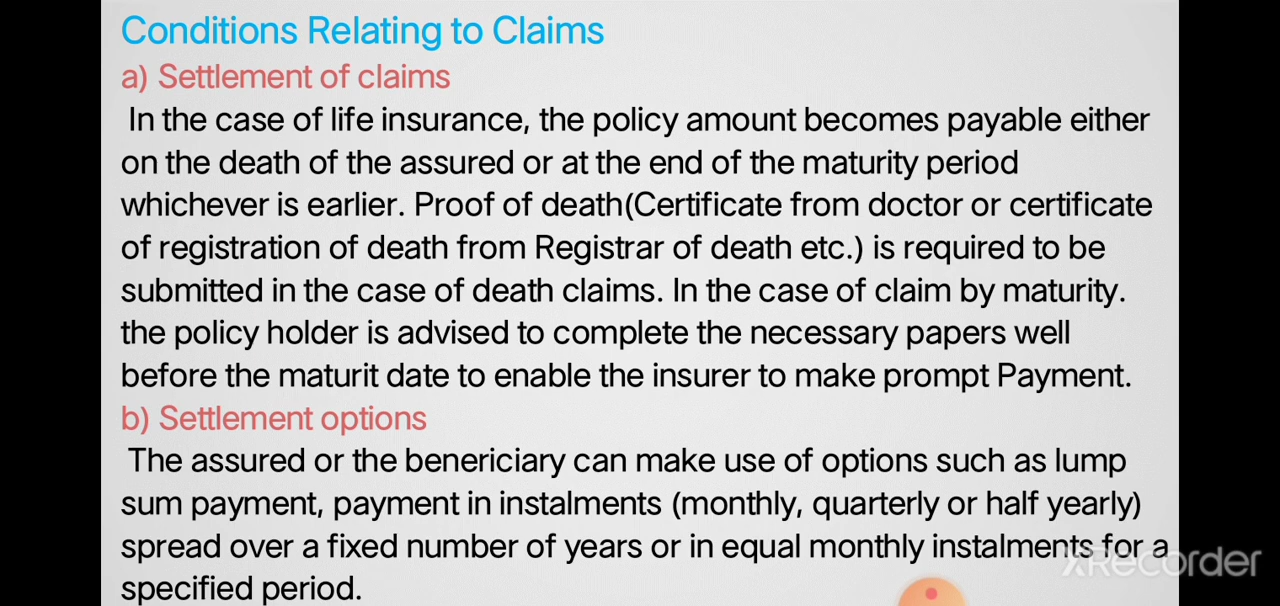 Conditions Relating to Claims
a) Settlement of claims
In the case of life insurance, the policy amount becomes payable either
on the death of the assured or at the end of the maturity period
whichever is earlier. Proof of death(Certificate from doctor or certificate
of registration of death from Registrar of death etc.) is required to be
submitted in the case of death claims. In the case of claim by maturity.
the policy holder is advised to complete the necessary papers well
before the maturit date to enable the insurer to make prompt Payment.
b) Settlement options
The assured or the benericiary can make use of options such as lump
sum payment, payment in instalments (monthly, quarterly or half yearly)
spread over a fixed number of years or in equal monthly instalments for a
specified period.
XRecorder